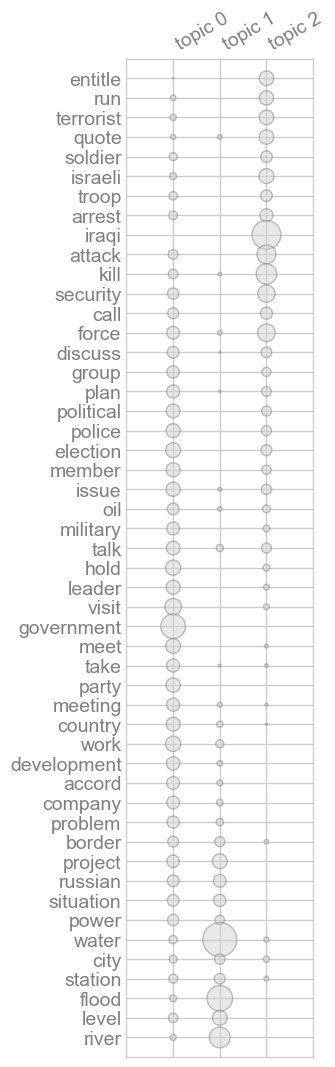 topic 0
topic 1
topic 2
entitle
run
terrorist
quote
soldier
israeli
troop
arrest
iraqi
attack
kill
security
call
force
discuss
group
plan
political
police
election
member
issue
oil
military
talk
hold
leader
visit
government
meet
take
party
meeting
country
work
development
accord
company
problem
border
project
russian
situation
power
water
city
station
flood
level
river